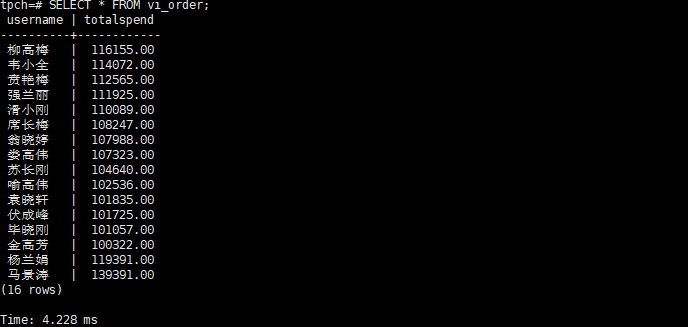 tpch=# SELECT * FROM vi_order;
username | totalspend
----------+------------
柳高梅 | 116155.00
韦小全 | 114072.00
贲艳梅 | 112565.00
强兰丽 | 111925.00
滑小刚 | 110089.00
席长梅 | 108247.00
翁晓婷 | 107988.00
娄高伟 | 107323.00
苏长刚 | 104640.00
喻高伟 | 102536.00
袁晓轩 | 101835.00
伏成峰 | 101725.00
毕晓刚 | 101057.00
金高芳 | 100322.00
杨兰娟 | 119391.00
马景涛 | 139391.00
(16 rows)
Time: 4.228 ms